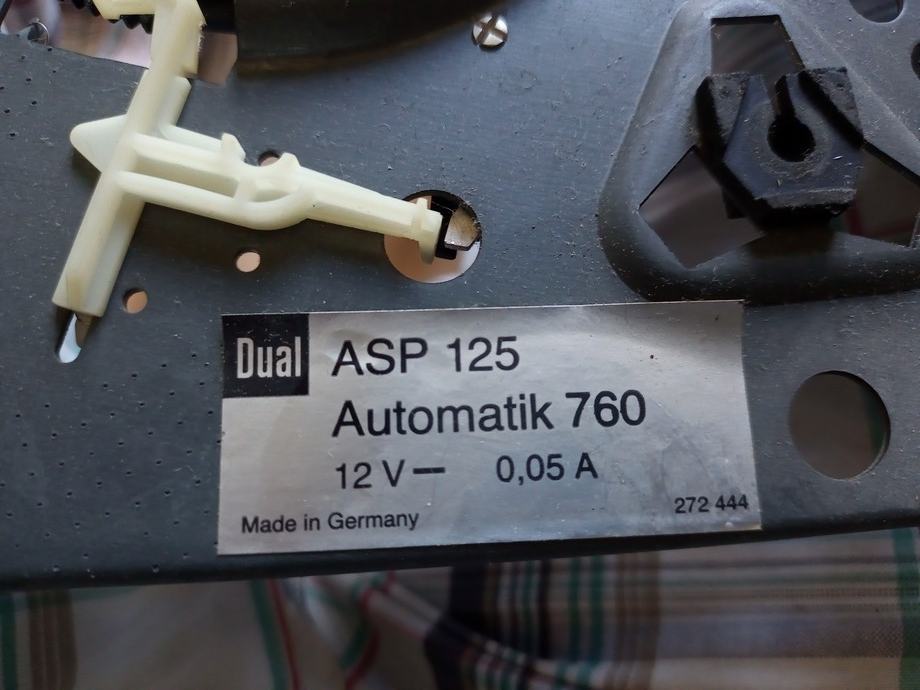 Dual ASP 125
Automatik 760
12 V⎓ 0,05 A
272 444
Made in Germany